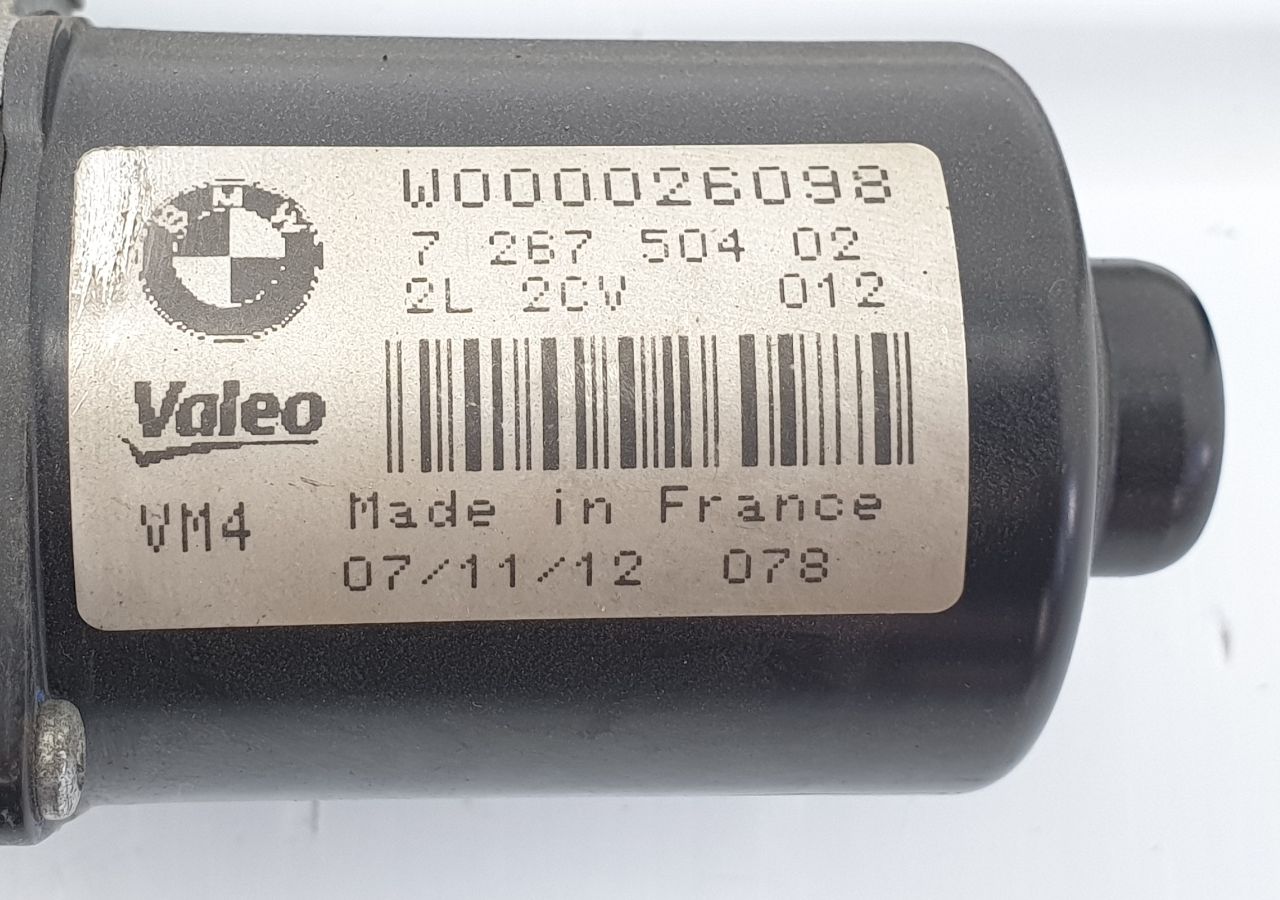 BMW
W000026098
7 267 504 02
2L 2CV 012
Valeo
VM4
Made in France
07/11/12 078